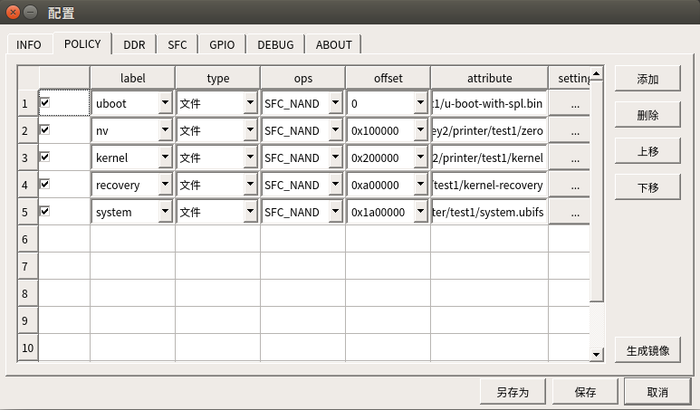 配置
INFO POLICY DDR SFC GPIO DEBUG ABOUT
label type ops offset attribute setting
1 uboot 文件 SFC_NAND 0 :1/u-boot-with-spl.bin ...
2 nv 文件 SFC_NAND 0x100000 ey2/printer/test1/zero ...
3 kernel 文件 SFC_NAND 0x200000 2/printer/test1/kernel ...
4 recovery 文件 SFC_NAND 0xa00000 test1/kernel-recovery ...
5 system 文件 SFC_NAND 0x1a00000 ter/test1/system.ubifs ...
6
7
8
9
10
添加
删除
上移
下移
生成镜像
另存为 保存 取消